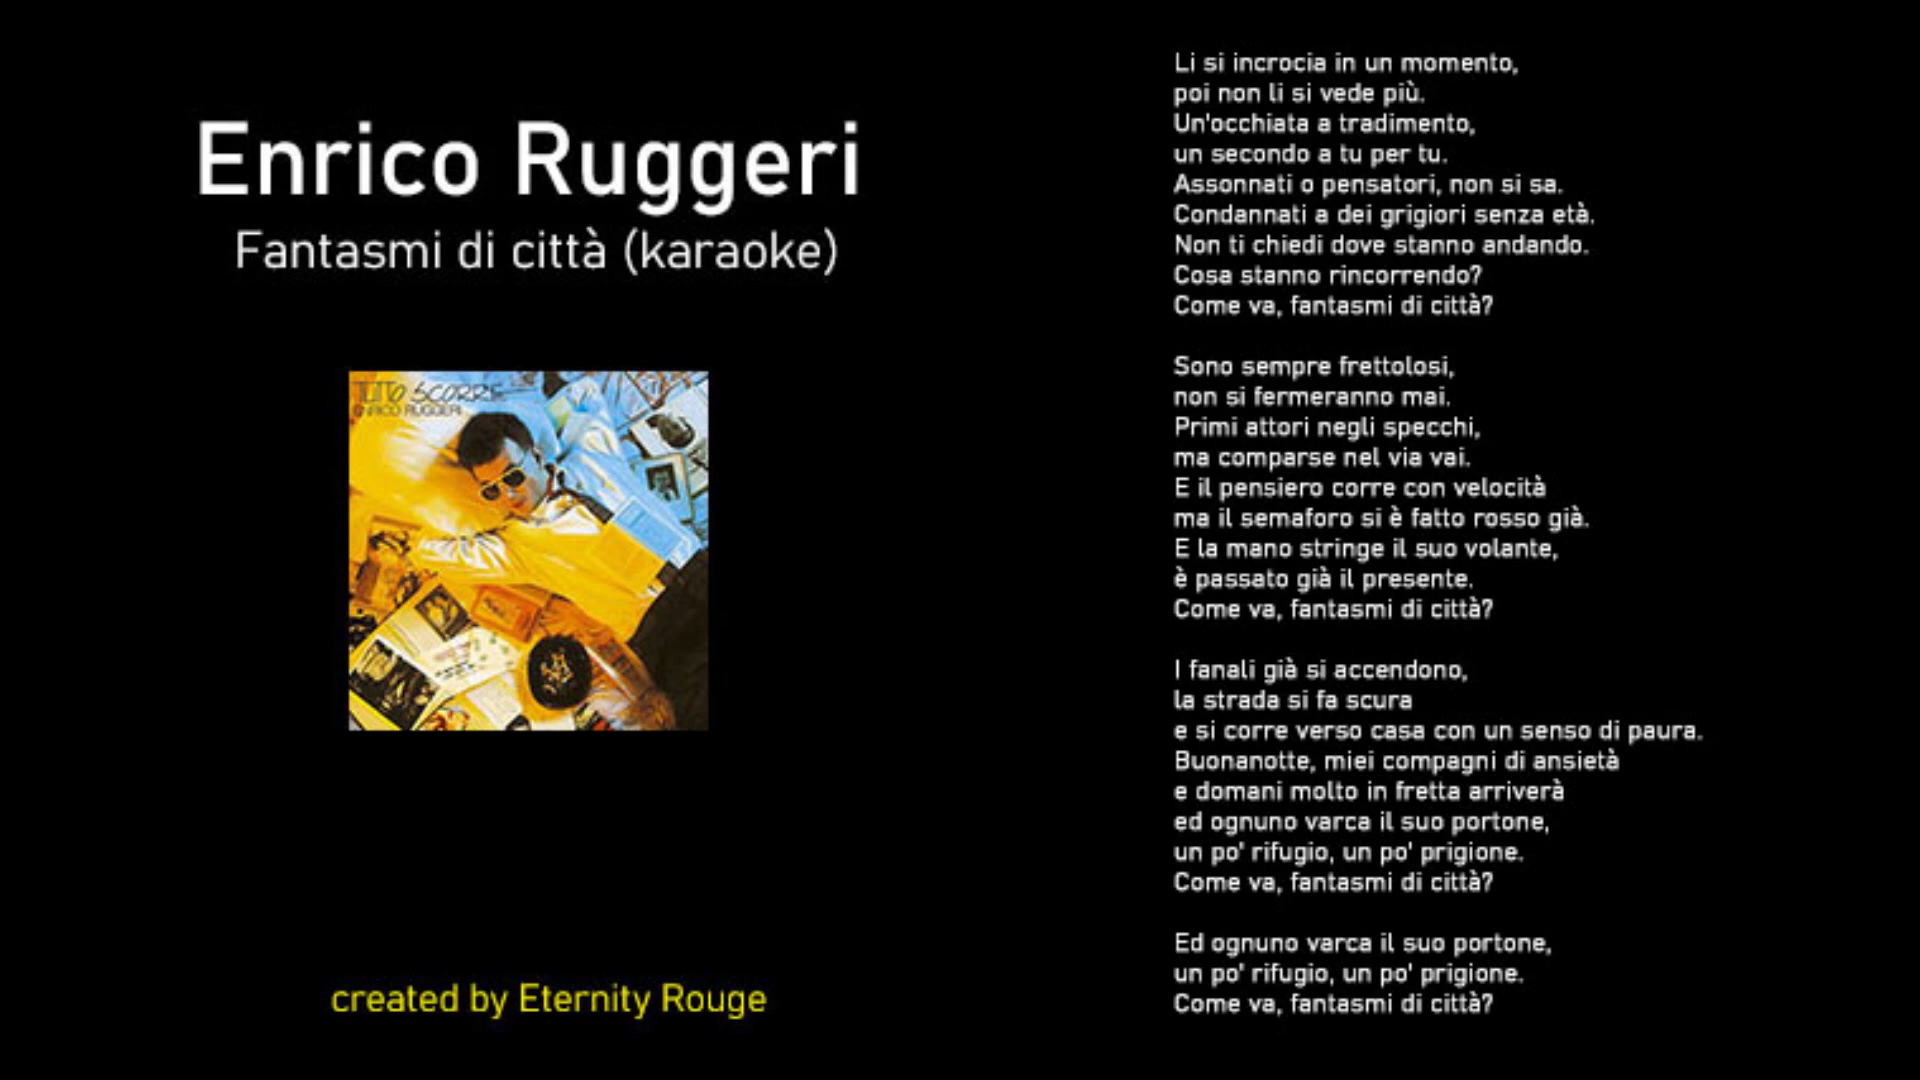 Enrico Ruggeri
Fantasmi di città (karaoke)
TUTTO SCORRE
ENRICO RUGGERI
created by Eternity Rouge
Li si incrocia in un momento,
poi non li si vede più.
Un'occhiata a tradimento,
un secondo a tu per tu.
Assonnati o pensatori, non si sa.
Condannati a dei grigiori senza età.
Non ti chiedi dove stanno andando.
Cosa stanno rincorrendo?
Come va, fantasmi di città?
Sono sempre frettolosi,
non si fermeranno mai.
Primi attori negli specchi,
ma comparse nel via vai.
E il pensiero corre con velocità
ma il semaforo si è fatto rosso già.
E la mano stringe il suo volante,
è passato già il presente.
Come va, fantasmi di città?
I fanali già si accendono,
la strada si fa scura
e si corre verso casa con un senso di paura.
Buonanotte, miei compagni di ansietà
e domani molto in fretta arriverà
ed ognuno varca il suo portone,
un po' rifugio, un po' prigione.
Come va, fantasmi di città?
Ed ognuno varca il suo portone,
un po' rifugio, un po' prigione.
Come va, fantasmi di città?